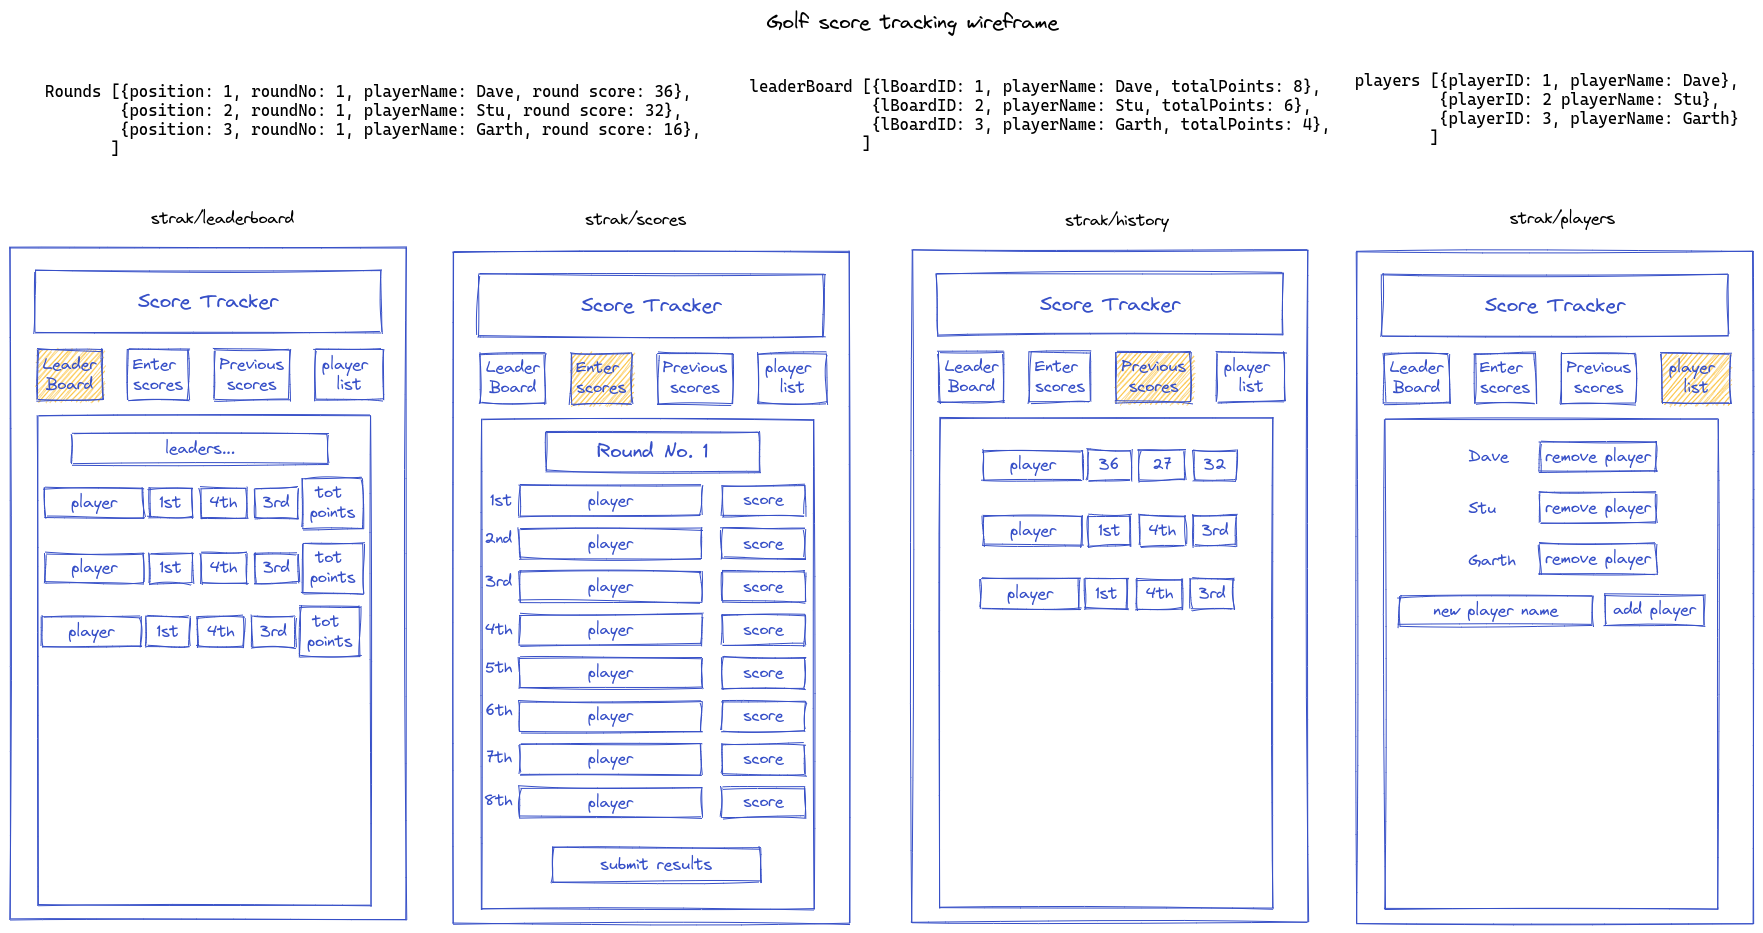 Golf score tracking wireframe
Rounds [{position: 1, roundNo: 1, playerName: Dave, round score: 36},
{position: 2, roundNo: 1, playerName: Stu, round score: 32},
{position: 3, roundNo: 1, playerName: Garth, round score: 16},
]
leaderBoard [{lBoardID: 1, playerName: Dave, totalPoints: 8},
{lBoardID: 2, playerName: Stu, totalPoints: 6},
{lBoardID: 3, playerName: Garth, totalPoints: 4},
]
players [{playerID: 1, playerName: Dave},
{playerID: 2 playerName: Stu},
{playerID: 3, playerName: Garth}
]
strak/leaderboard
Score Tracker
Leader
Board
Enter
scores
Previous
scores
player
list
leaders...
player 1st 4th 3rd tot
points
player 1st 4th 3rd tot
points
player 1st 4th 3rd tot
points
strak/scores
Score Tracker
Leader
Board
Enter
scores
Previous
scores
player
list
Round No. 1
1st player score
2nd player score
3rd player score
4th player score
5th player score
6th player score
7th player score
8th player score
submit results
strak/history
Score Tracker
Leader
Board
Enter
scores
Previous
scores
player
list
player 36 27 32
player 1st 4th 3rd
player 1st 4th 3rd
strak/players
Score Tracker
Leader
Board
Enter
scores
Previous
scores
player
list
Dave remove player
Stu remove player
Garth remove player
new player name add player